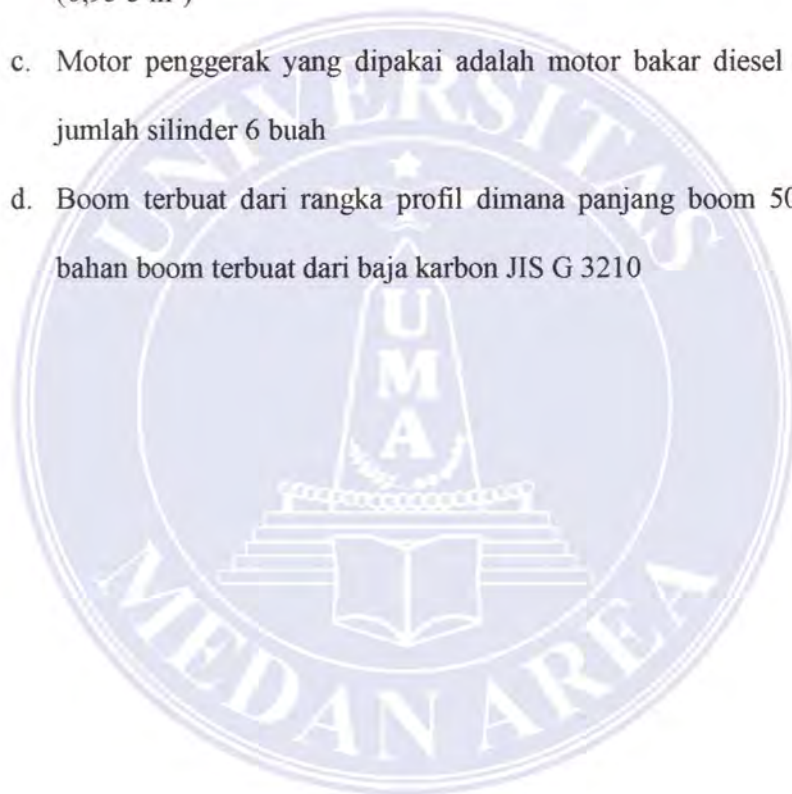 c. Motor penggerak yang dipakai adalah motor bakar diesel
jumlah silinder 6 buah
d. Boom terbuat dari rangka profil dimana panjang boom 50
bahan boom terbuat dari baja karbon JIS G 3210
UNIVERSITAS
UMA
MEDAN AREA